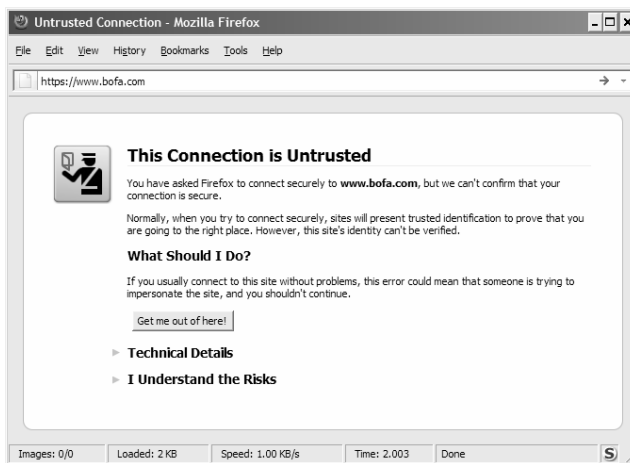 Untrusted Connection - Mozilla Firefox
File Edit View History Bookmarks Tools Help
https://www.bofa.com
This Connection is Untrusted
You have asked Firefox to connect securely to www.bofa.com, but we can't confirm that your
connection is secure.
Normally, when you try to connect securely, sites will present trusted identification to prove that you
are going to the right place. However, this site's identity can't be verified.
What Should I Do?
If you usually connect to this site without problems, this error could mean that someone is trying to
impersonate the site, and you shouldn't continue.
Get me out of here!
Technical Details
I Understand the Risks
Images: 0/0 Loaded: 2 KB Speed: 1.00 KB/s Time: 2.003 Done S